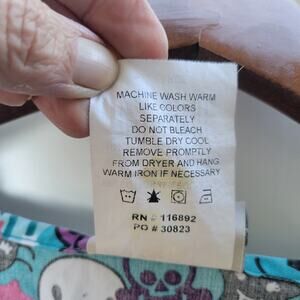 MACHINE WASH WARM
LIKE COLORS
SEPARATELY
DO NOT BLEACH
TUMBLE DRY COOL
REMOVE PROMPTLY
FROM DRYER AND HANG
WARM IRON IF NECESSARY
RN # 116892
PO # 30823